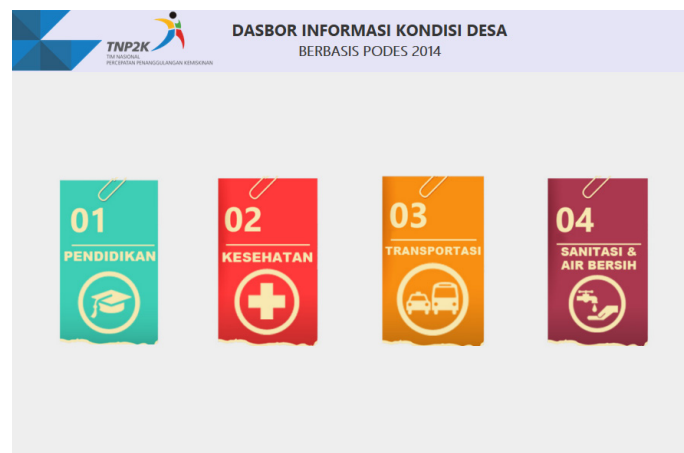 DASBOR INFORMASI KONDISI DESA
BERBASIS PODES 2014
TNP2K
TIM NASIONAL
PERCEPATAN PENANGGULANGAN KEMISKINAN
01
PENDIDIKAN
02
KESEHATAN
03
TRANSPORTASI
04
SANITASI &
AIR BERSIH